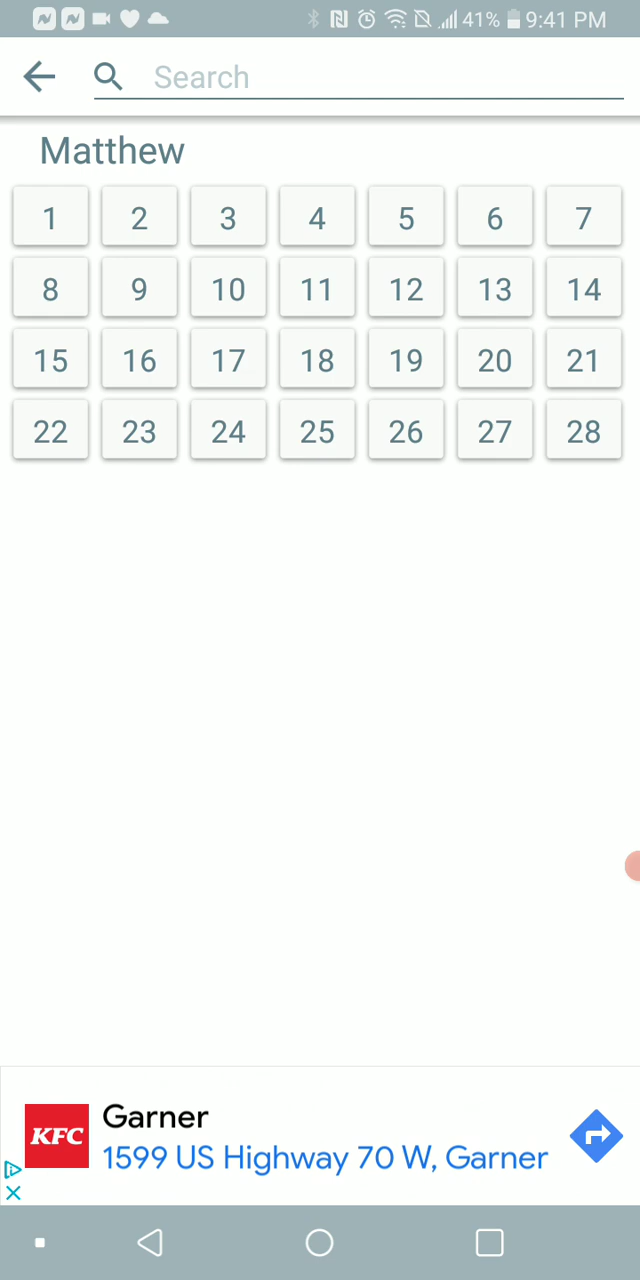 41% 9:41 PM
Search
Matthew
1 2 3 4 5 6 7
8 9 10 11 12 13 14
15 16 17 18 19 20 21
22 23 24 25 26 27 28
KFC
Garner
1599 US Highway 70 W, Garner